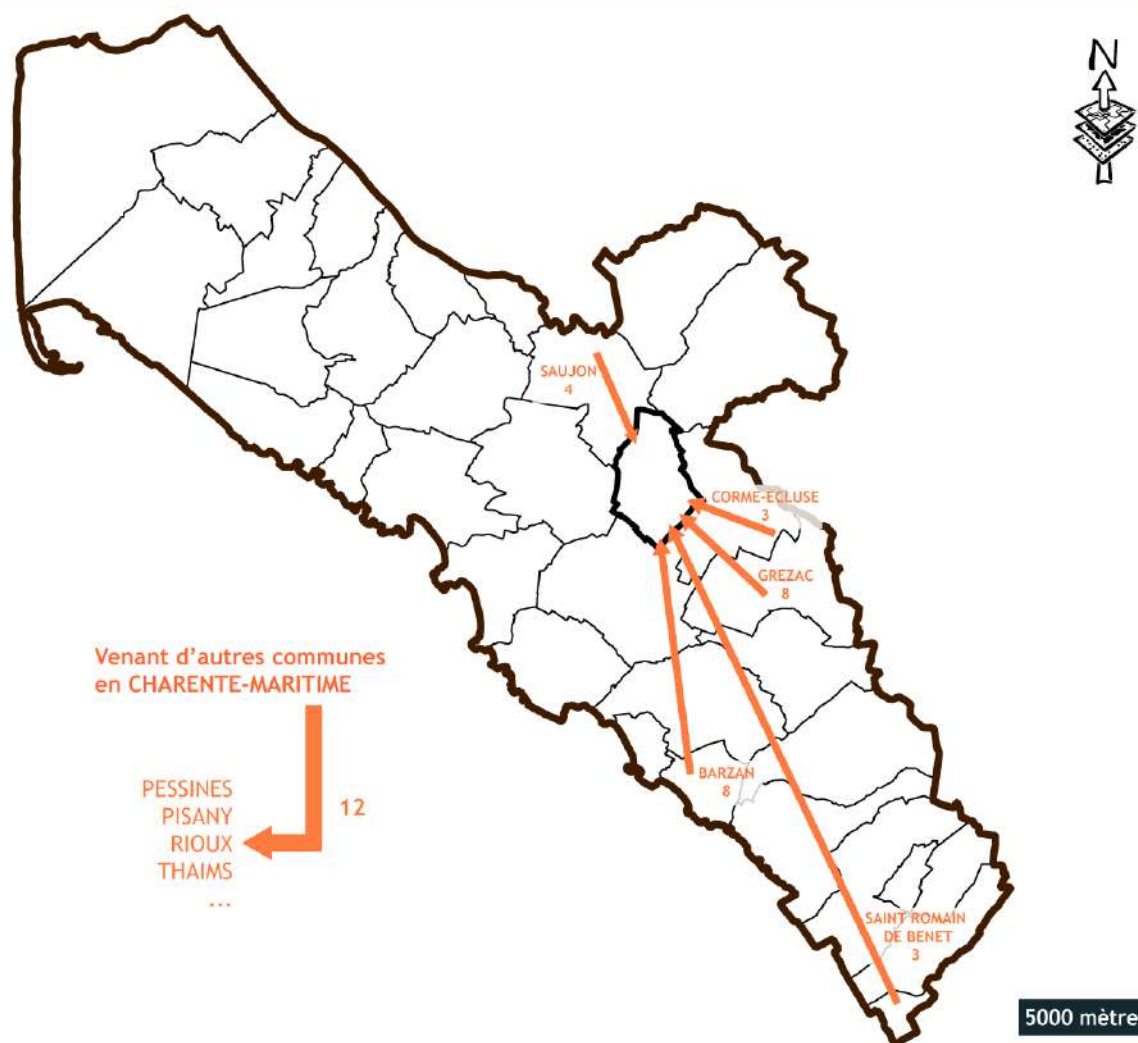 N
SAUJON
4
CORME-ECLUSE
3
GREZAC
8
Venant d'autres communes
en CHARENTE-MARITIME
BARZAN
8
PESSINES
PISANY
12
RIOUX
THAIMS
...
SAINT ROMAIN
DE BENET
3
5000 mètre